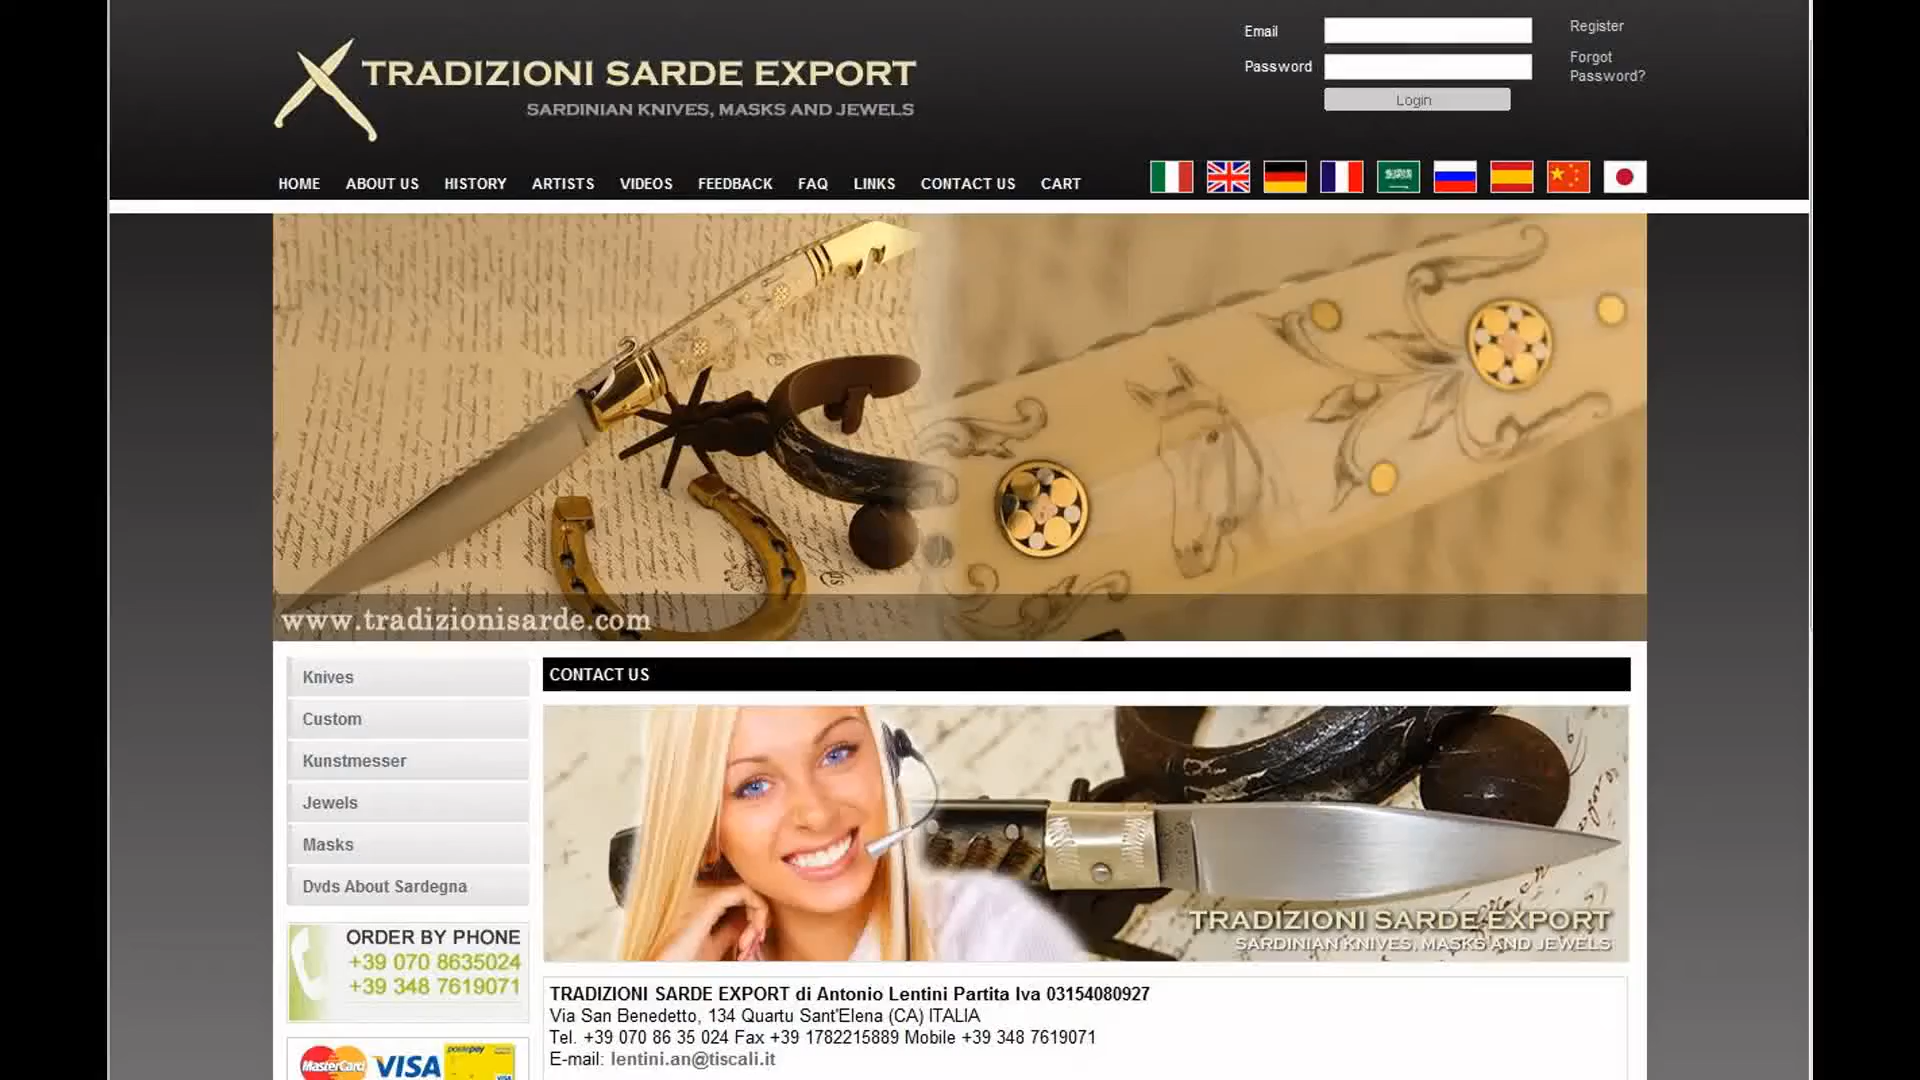 Email
Register
Password
Forgot
Password?
Login
TRADIZIONI SARDE EXPORT
SARDINIAN KNIVES, MASKS AND JEWELS
HOME ABOUT US HISTORY ARTISTS VIDEOS FEEDBACK FAQ LINKS CONTACT US CART
www.tradizionisarde.com
Knives
Custom
Kunstmesser
Jewels
Masks
Dvds About Sardegna
ORDER BY PHONE
+39 070 8635024
+39 348 7619071
MasterCard VISA postepay
VISA
CONTACT US
TRADIZIONI SARDE EXPORT
SARDINIAN KNIVES, MASKS AND JEWELS
TRADIZIONI SARDE EXPORT di Antonio Lentini Partita Iva 03154080927
Via San Benedetto, 134 Quartu Sant'Elena (CA) ITALIA
Tel. +39 070 86 35 024 Fax +39 1782215889 Mobile +39 348 7619071
E-mail: lentini.an@tiscali.it